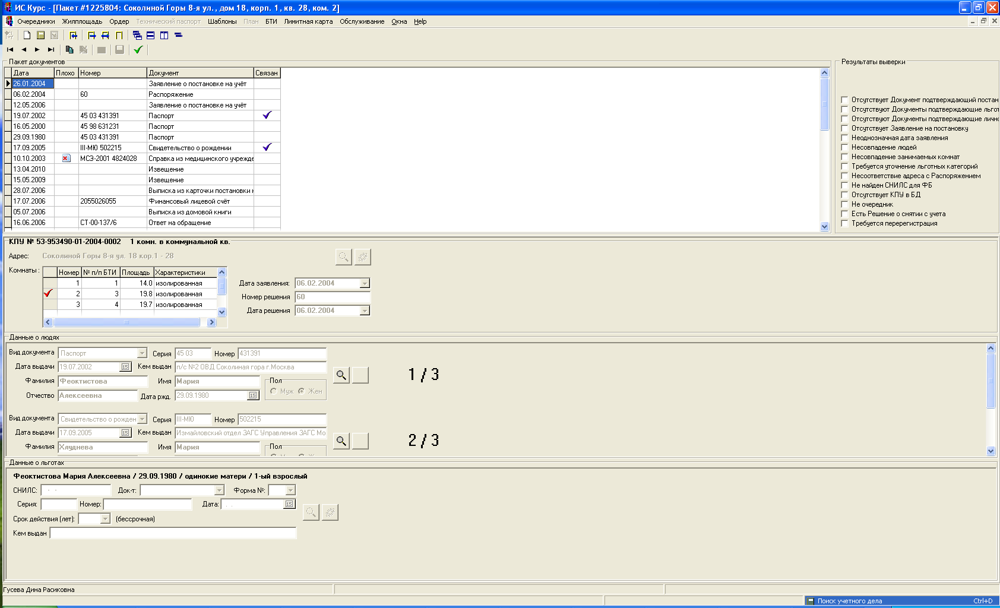 ИС Курс - [Пакет #1225804: Соколиной Горы 8-я ул., дом 18, корп. 1, кв. 28, ком. 2]
Очередники Жилплощадь Ордер Технический паспорт Шаблоны План БТИ Лимитная карта Обслуживание Окна Help
Пакет документов
Дата Плохо Номер Документ Связан
26.01.2004 Заявление о постановке на учёт
06.02.2004 60 Распоряжение
12.05.2006 Заявление о постановке на учёт
19.07.2002 45 03 431391 Паспорт
16.05.2000 45 98 631231 Паспорт
29.09.1980 45 03 431391 Паспорт
17.09.2005 III-МЮ 502215 Свидетельство о рождении
10.10.2003 МСЭ-2001 4824028 Справка из медицинского учрежде
13.04.2010 Извещение
15.05.2009 Извещение
28.07.2006 Выписка из карточки постановки н
17.07.2006 2055026055 Финансовый лицевой счёт
05.07.2006 Выписка из домовой книги
16.06.2006 СТ-00-137/6 Ответ на обращение
Результаты выверки
Отсутствует Документ подтверждающий постан
Отсутствуют Документы подтверждающие льгот
Отсутствуют Документы подтверждающие лично
Отсутствует Заявление на постановку
Неоднозначная дата заявления
Несовпадение людей
Несовпадение занимаемых комнат
Требуется уточнение льготных категорий
Несоответствие адреса с Распоряжением
Не найден СНИЛС для ФБ
Отсутствует КПУ в БД
Не очередник
Есть Решение о снятии с учета
Требуется перерегистрация
КПУ № 53-953490-01-2004-0002 1 комн. в коммунальной кв.
Адрес: Соколиной Горы 8-я ул. 18 кор.1 - 28
Комнаты :
Номер № п/п БТИ Площадь Характеристики
1 1 14.0 изолированная
2 3 19.8 изолированная
3 4 19.7 изолированная
Дата заявления: 06.02.2004
Номер решения 60
Дата решения 06.02.2004
Данные о людях
Вид документа Паспорт Серия 45 03 Номер 431391
Дата выдачи 19.07.2002 15 Кем выдан п/с №2 ОВД Соколиная гора г.Москва
1 / 3
Фамилия Феоктистова Имя Мария Пол
Отчество Алексеевна Дата ржд. 29.09.1980 15 Муж Жен
Вид документа Свидетельство о рожден Серия III-МЮ Номер 502215
Дата выдачи 17.09.2005 15 Кем выдан Измайловский отдел ЗАГС Управления ЗАГС Мо
2 / 3
Фамилия Хлуднева Имя Мария Пол
Данные о льготах
Феоктистова Мария Алексеевна / 29.09.1980 / одинокие матери / 1-ый взрослый
СНИЛС: - - Док-т: Форма №:
Серия: Номер: Дата: . . 15
Срок действия (лет): (бессрочная)
Кем выдан
Гусева Дина Расиковна
Поиск учетного дела Ctrl+D